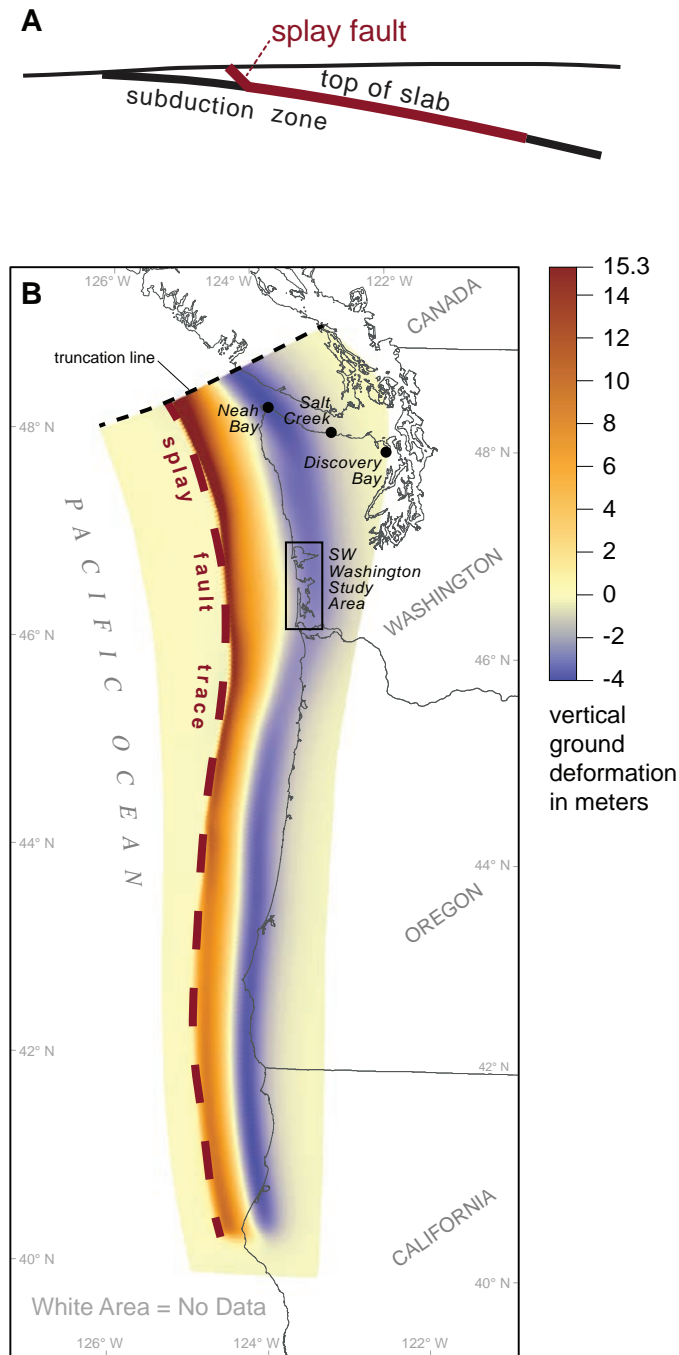 A
splay fault
top of slab
subduction zone
B
126° W
124° W
122° W
CANADA
truncation line
48° N
Neah
Bay
Salt
Creek
Discovery
Bay
48° N
splay fault trace
PACIFIC OCEAN
SW
Washington
Study
Area
WASHINGTON
46° N
46° N
44° N
44° N
OREGON
42° N
42° N
CALIFORNIA
40° N
40° N
White Area = No Data
126° W
124° W
122° W
15.3
14
12
10
8
6
4
2
0
-2
-4
vertical
ground
deformation
in meters